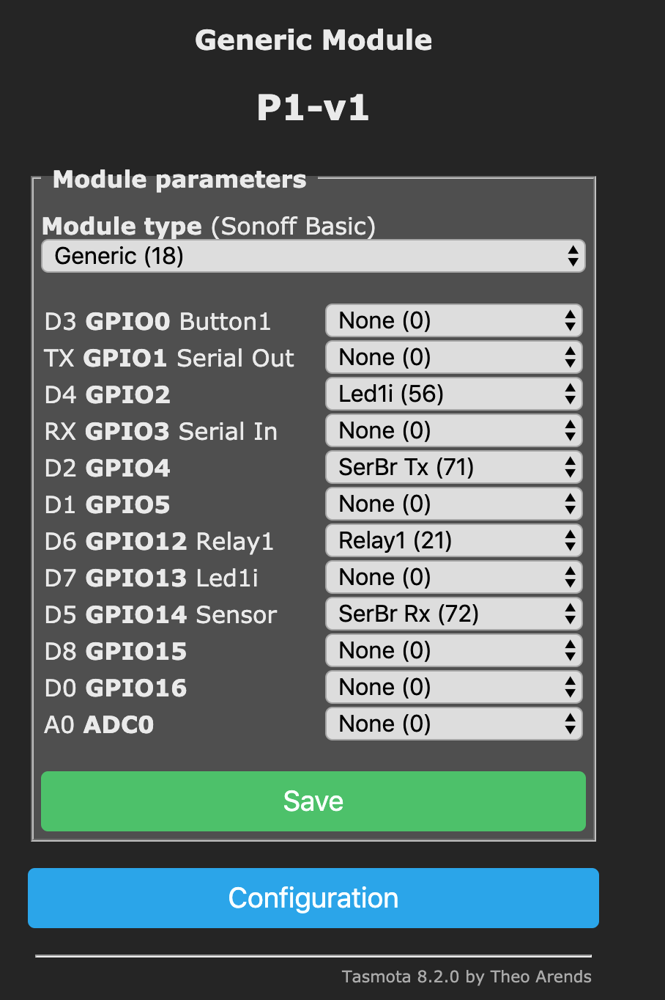 Generic Module
P1-v1
Module parameters
Module type (Sonoff Basic)
Generic (18)
D3 GPIO0 Button1 None (0)
TX GPIO1 Serial Out None (0)
D4 GPIO2 Led1i (56)
RX GPIO3 Serial In None (0)
D2 GPIO4 SerBr Tx (71)
D1 GPIO5 None (0)
D6 GPIO12 Relay1 Relay1 (21)
D7 GPIO13 Led1i None (0)
D5 GPIO14 Sensor SerBr Rx (72)
D8 GPIO15 None (0)
D0 GPIO16 None (0)
A0 ADC0 None (0)
Save
Configuration
Tasmota 8.2.0 by Theo Arends